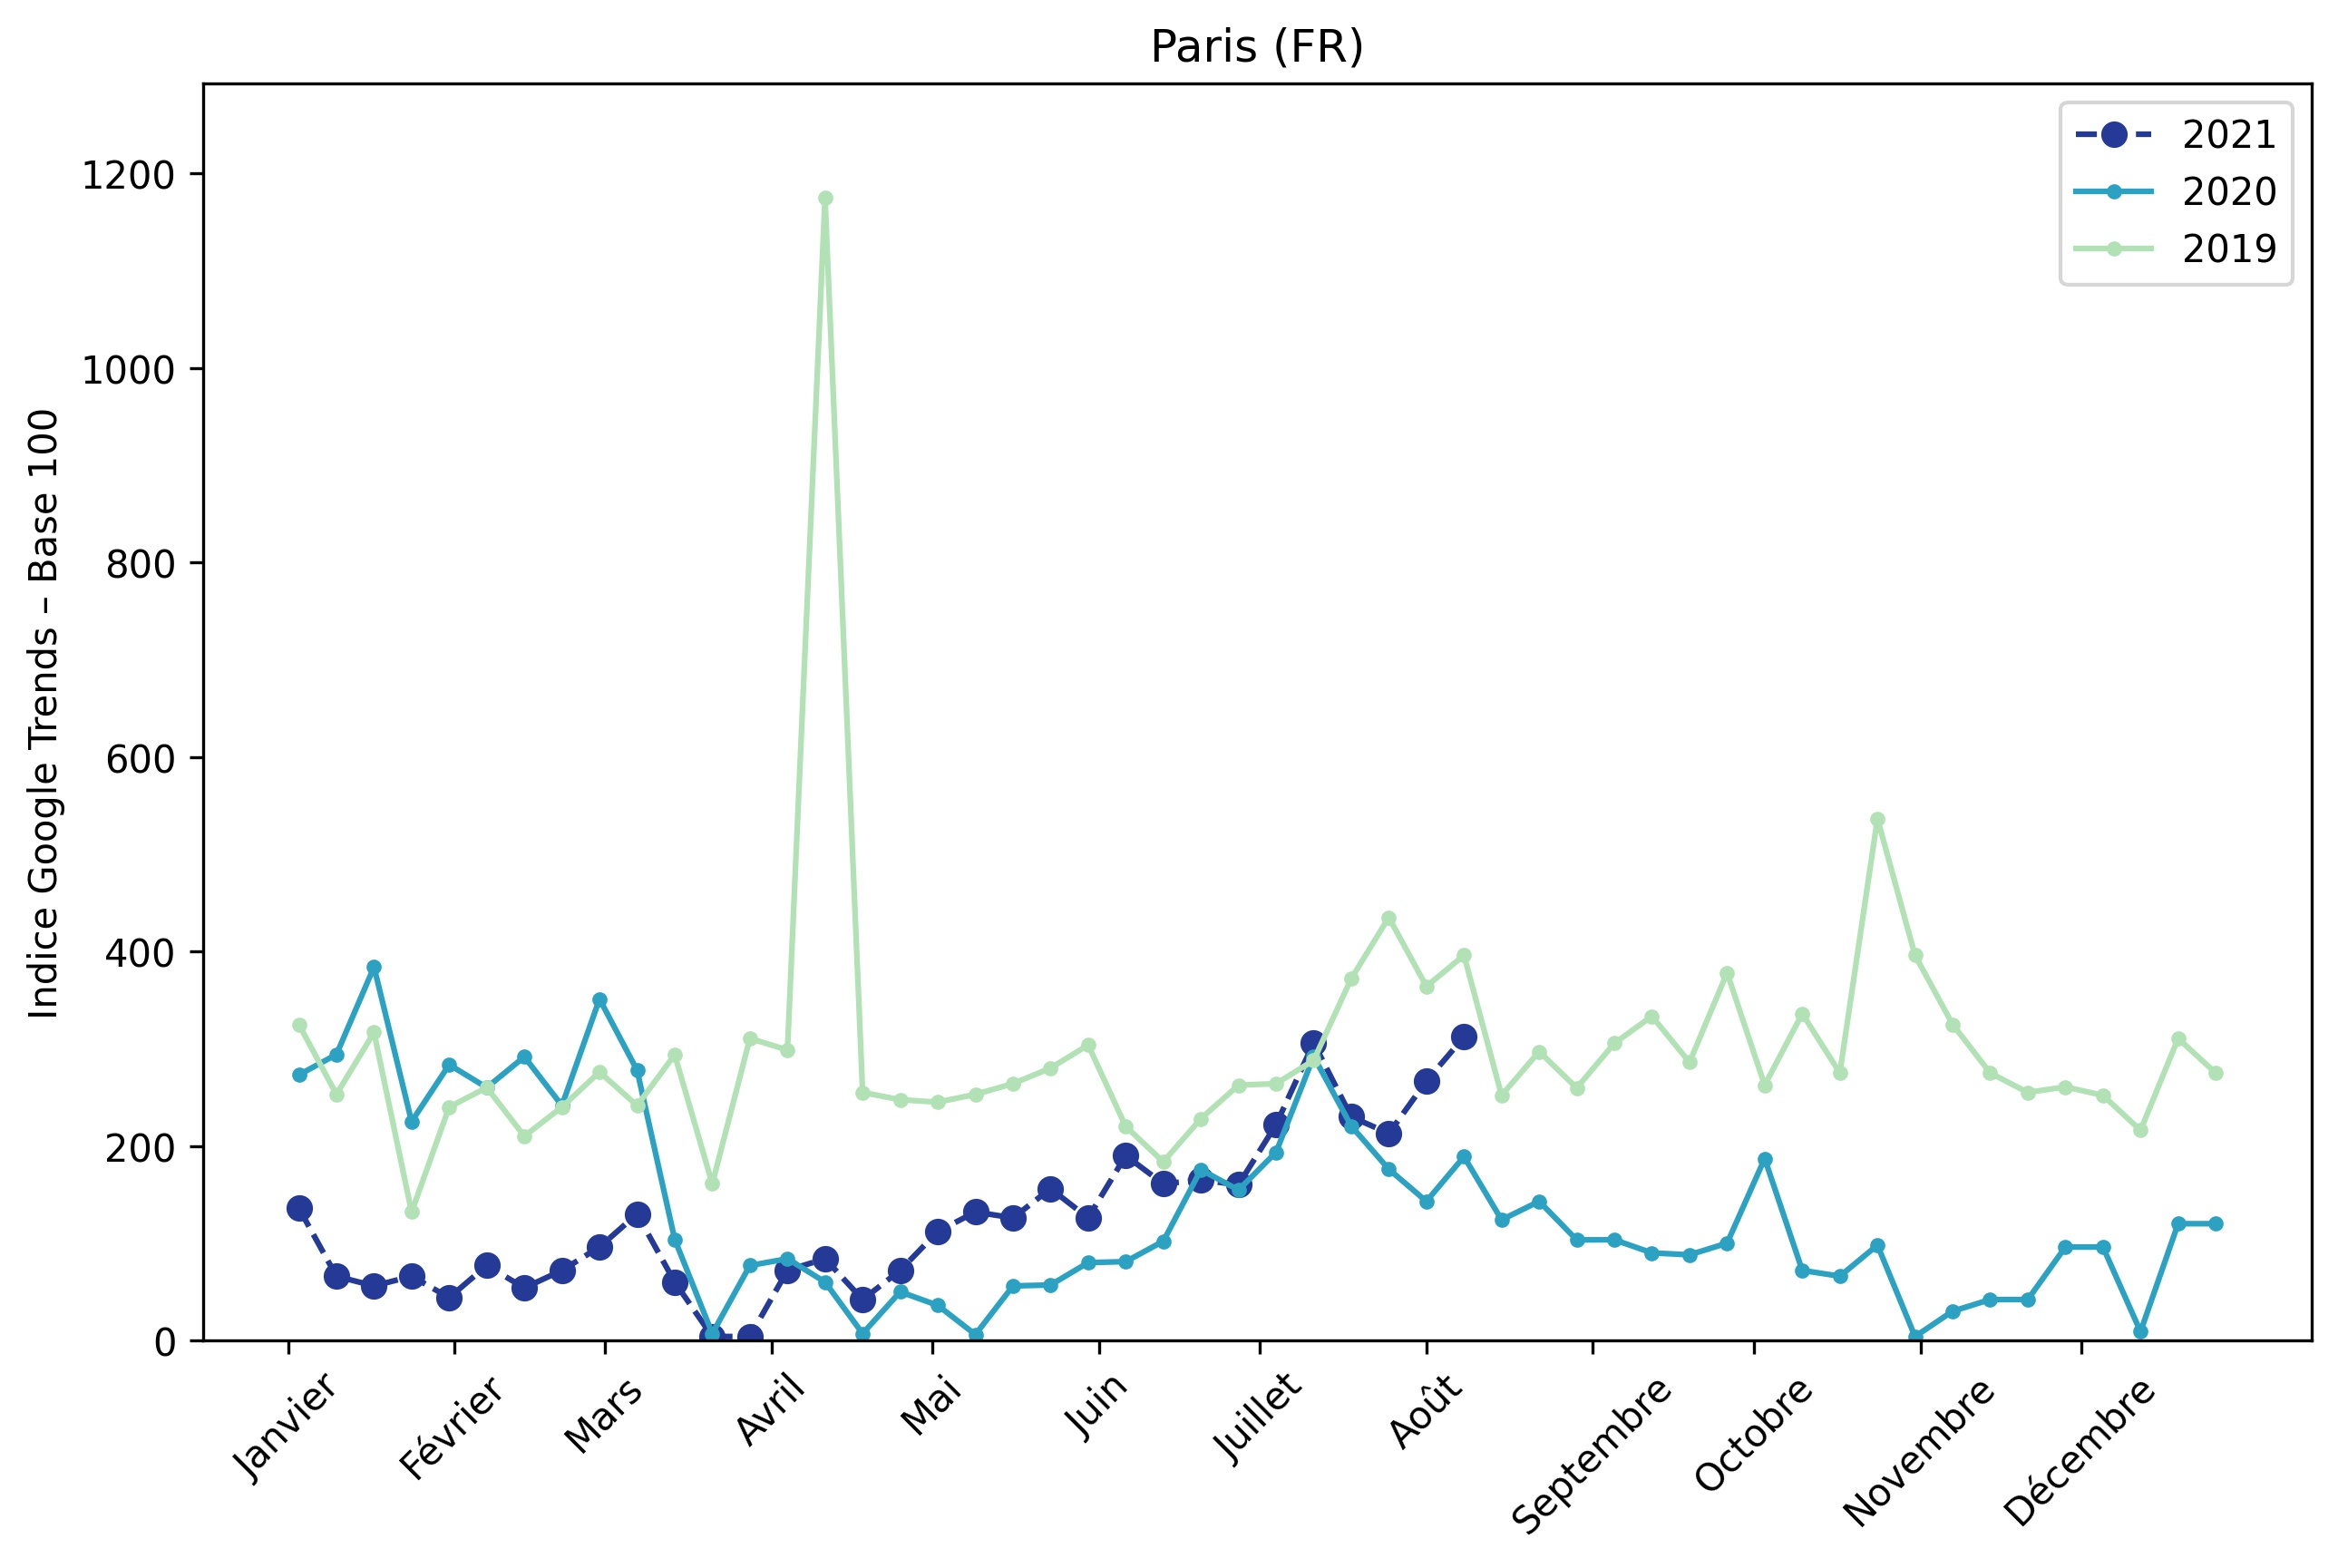 Paris (FR)
2021
2020
2019
1200
1000
800
600
400
200
0
Indice Google Trends – Base 100
Janvier
Février
Mars
Avril
Mai
Juin
Juillet
Août
Septembre
Octobre
Novembre
Décembre